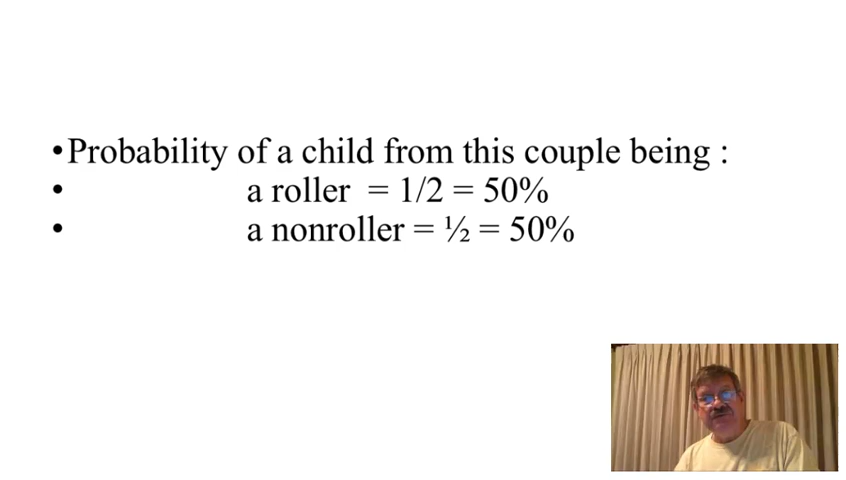 •Probability of a child from this couple being :
• a roller = 1/2 = 50%
• a nonroller = ½ = 50%